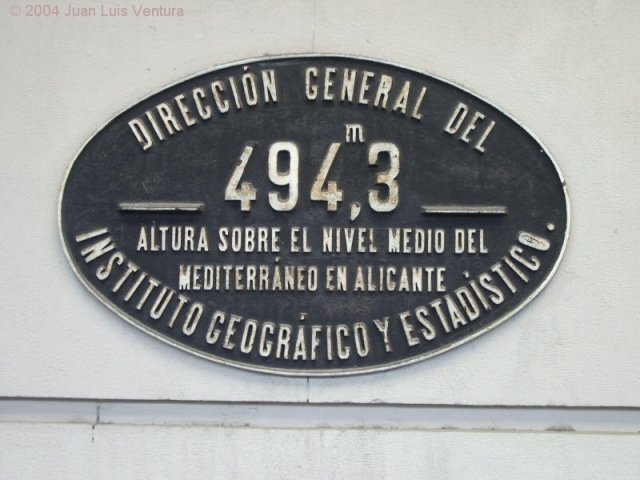 © 2004 Juan Luis Ventura
DIRECCIÓN GENERAL DEL
494,m3
ALTURA SOBRE EL NIVEL MEDIO DEL
MEDITERRÁNEO EN ALICANTE
INSTITUTO GEOGRÁFICO Y ESTADÍSTICO.